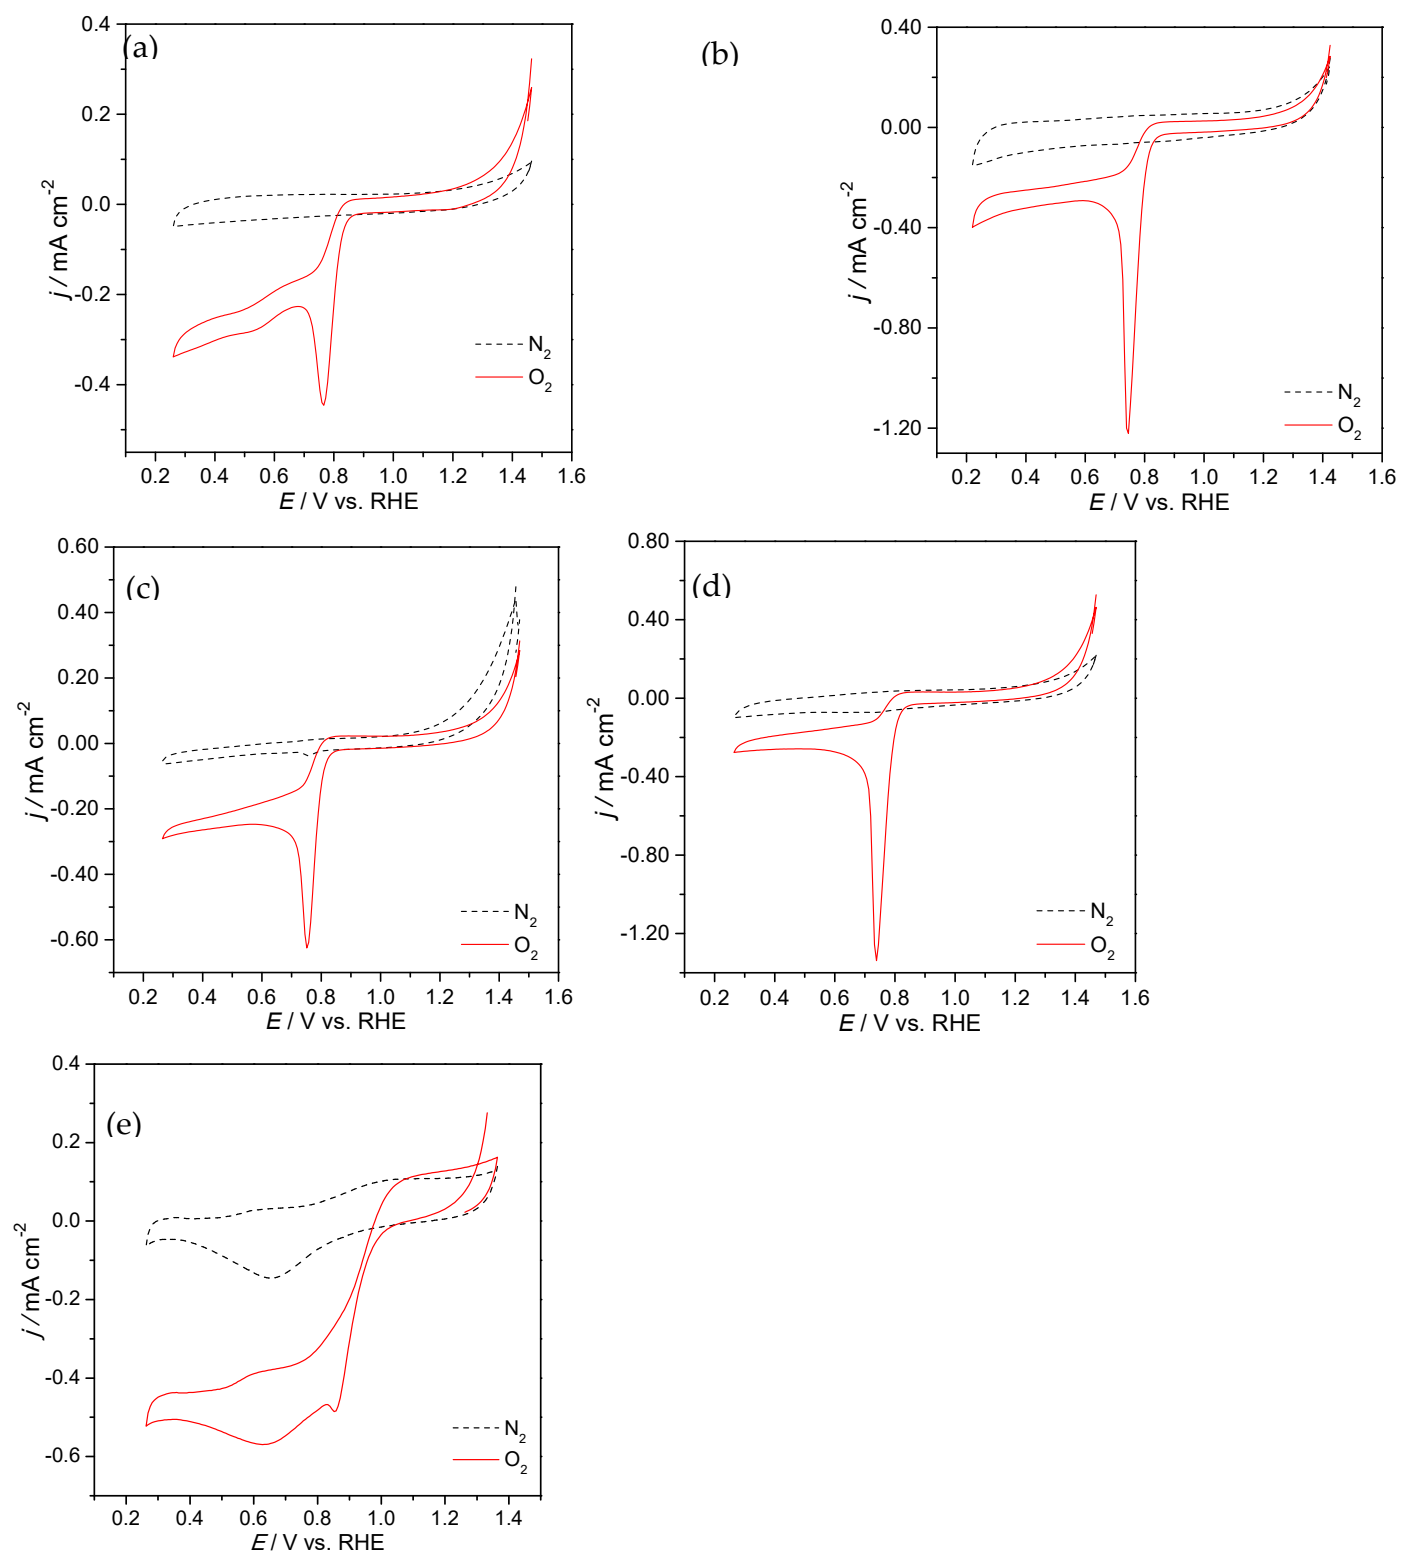 (a)
0.4
0.2
0.0
-0.2
-0.4
j / mA cm⁻²
N₂
O₂
0.2 0.4 0.6 0.8 1.0 1.2 1.4 1.6
E / V vs. RHE
(b)
0.40
0.00
-0.40
-0.80
-1.20
j / mA cm⁻²
N₂
O₂
0.2 0.4 0.6 0.8 1.0 1.2 1.4 1.6
E / V vs. RHE
(c)
0.60
0.40
0.20
0.00
-0.20
-0.40
-0.60
j / mA cm⁻²
N₂
O₂
0.2 0.4 0.6 0.8 1.0 1.2 1.4 1.6
E / V vs. RHE
(d)
0.80
0.40
0.00
-0.40
-0.80
-1.20
j / mA cm⁻²
N₂
O₂
0.2 0.4 0.6 0.8 1.0 1.2 1.4 1.6
E / V vs. RHE
(e)
0.4
0.2
0.0
-0.2
-0.4
-0.6
j / mA cm⁻²
N₂
O₂
0.2 0.4 0.6 0.8 1.0 1.2 1.4
E / V vs. RHE